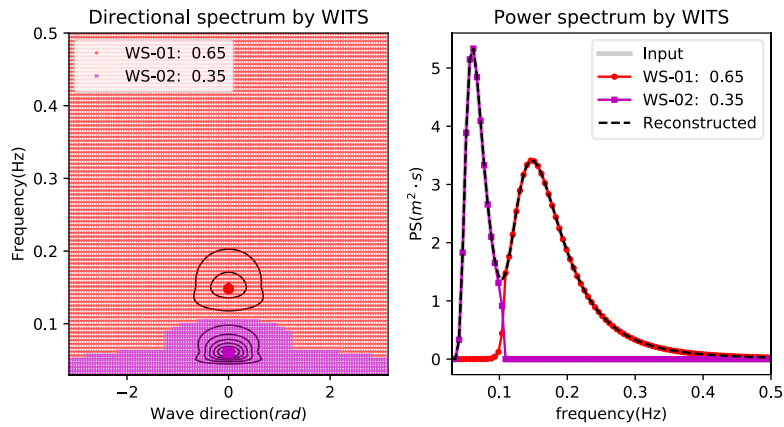 Directional spectrum by WITS
0.5
0.4
0.3
0.2
0.1
Frequency(Hz)
WS-01: 0.65
WS-02: 0.35
−2
0
2
Wave direction(rad)
Power spectrum by WITS
5
4
3
2
1
0
PS(m² · s)
Input
WS-01: 0.65
WS-02: 0.35
Reconstructed
0.1
0.2
0.3
0.4
0.5
frequency(Hz)